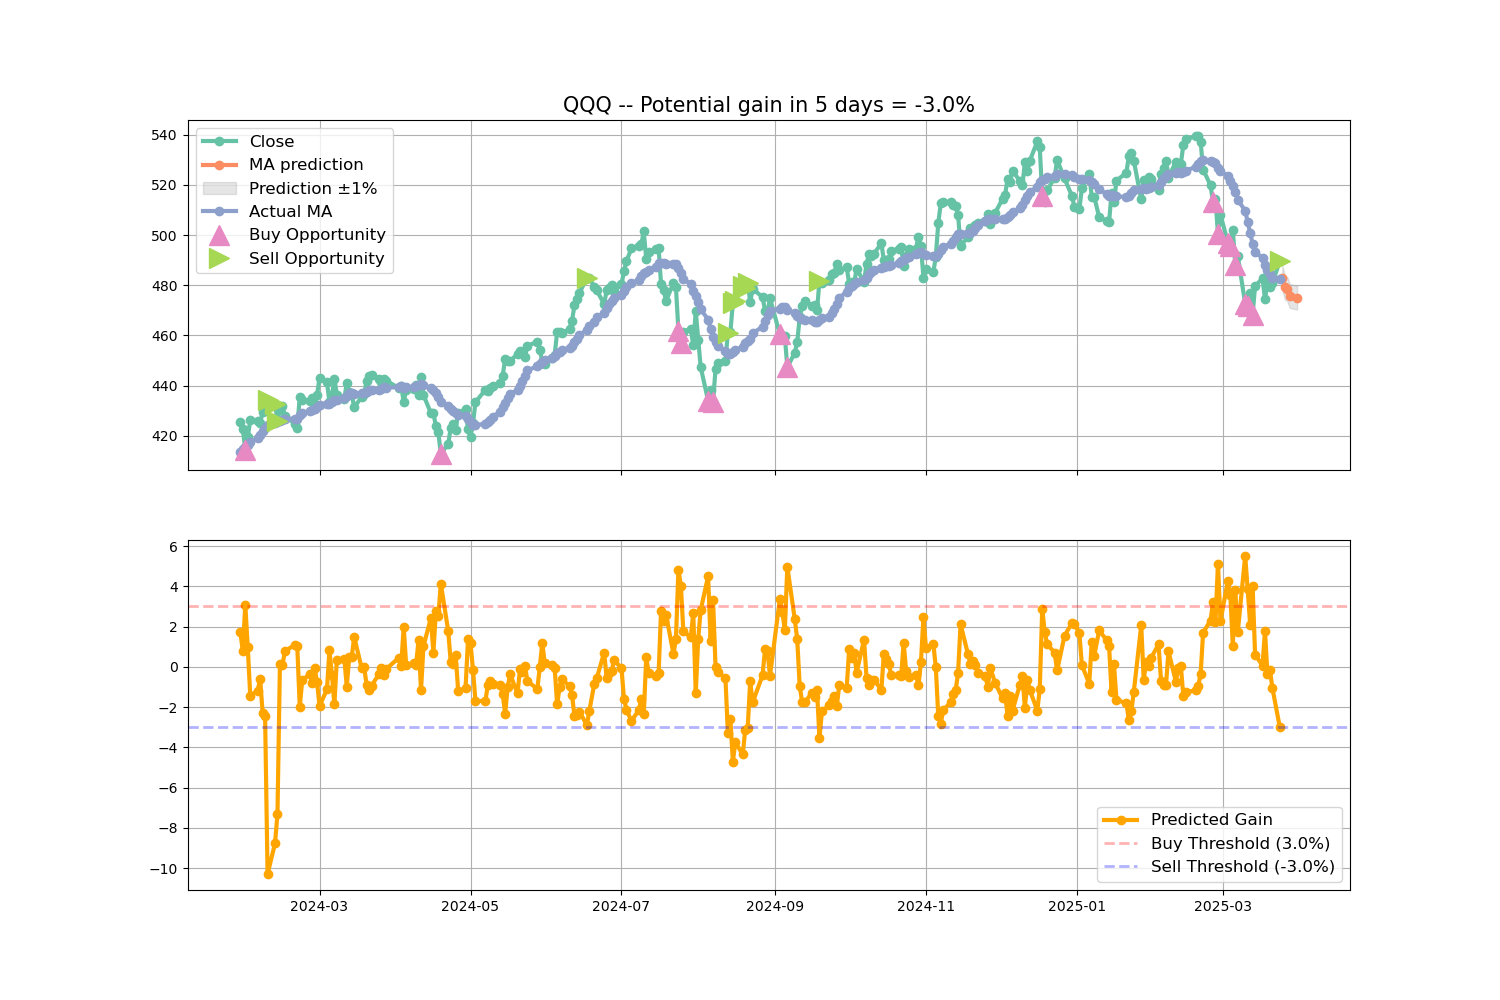 QQQ -- Potential gain in 5 days = -3.0%
540
520
500
480
460
440
420
Close
MA prediction
Prediction ±1%
Actual MA
Buy Opportunity
Sell Opportunity
6
4
2
0
−2
−4
−6
−8
−10
Predicted Gain
Buy Threshold (3.0%)
Sell Threshold (-3.0%)
2024-03
2024-05
2024-07
2024-09
2024-11
2025-01
2025-03